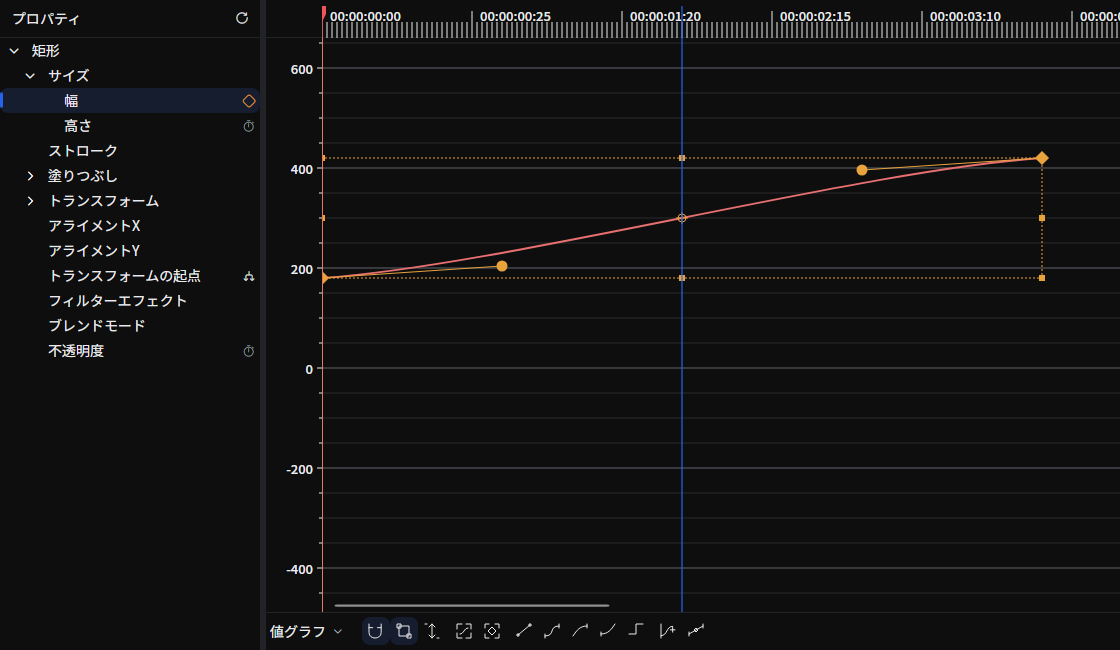 プロパティ
矩形
サイズ
幅
高さ
ストローク
塗りつぶし
トランスフォーム
アライメントX
アライメントY
トランスフォームの起点
フィルターエフェクト
ブレンドモード
不透明度
00:00:00:00 00:00:00:25 00:00:01:20 00:00:02:15 00:00:03:10
600
400
200
0
-200
-400
値グラフ